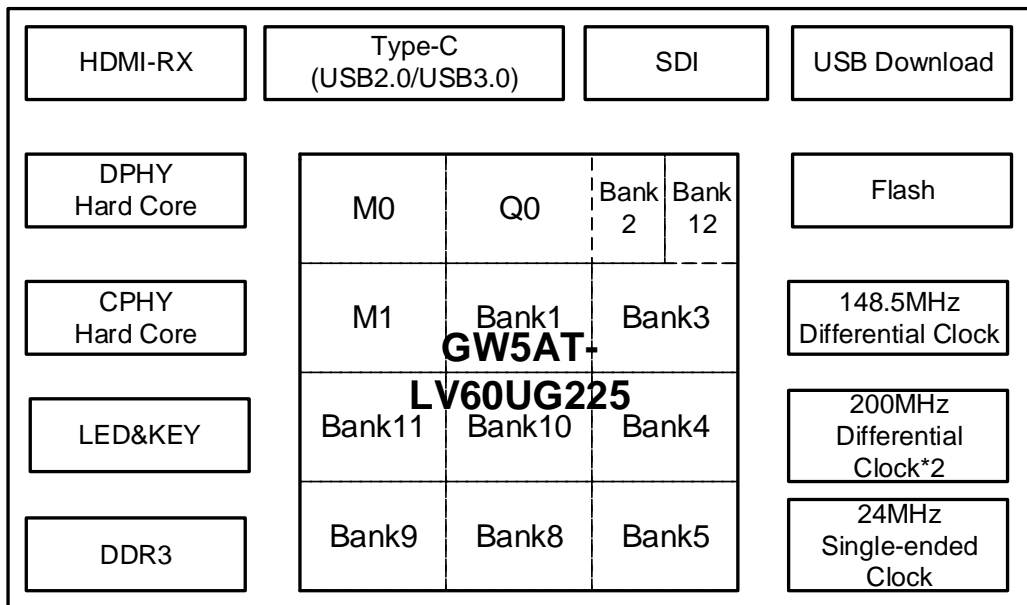 HDMI-RX
Type-C
(USB2.0/USB3.0)
SDI
USB Download
DPHY
Hard Core
M0
Q0
Bank
2
Bank
12
Flash
CPHY
Hard Core
M1
Bank1
Bank3
148.5MHz
Differential Clock
GW5AT-
LV60UG225
LED&KEY
Bank11
Bank10
Bank4
200MHz
Differential
Clock*2
DDR3
Bank9
Bank8
Bank5
24MHz
Single-ended
Clock